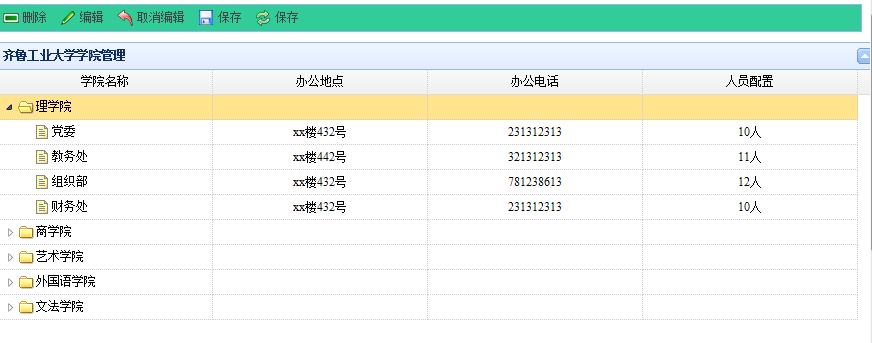 删除 编辑 取消编辑 保存 保存
齐鲁工业大学学院管理
学院名称 办公地点 办公电话 人员配置
理学院
党委 xx楼432号 231312313 10人
教务处 xx楼442号 321312313 11人
组织部 xx楼432号 781238613 12人
财务处 xx楼432号 231312313 10人
商学院
艺术学院
外国语学院
文法学院